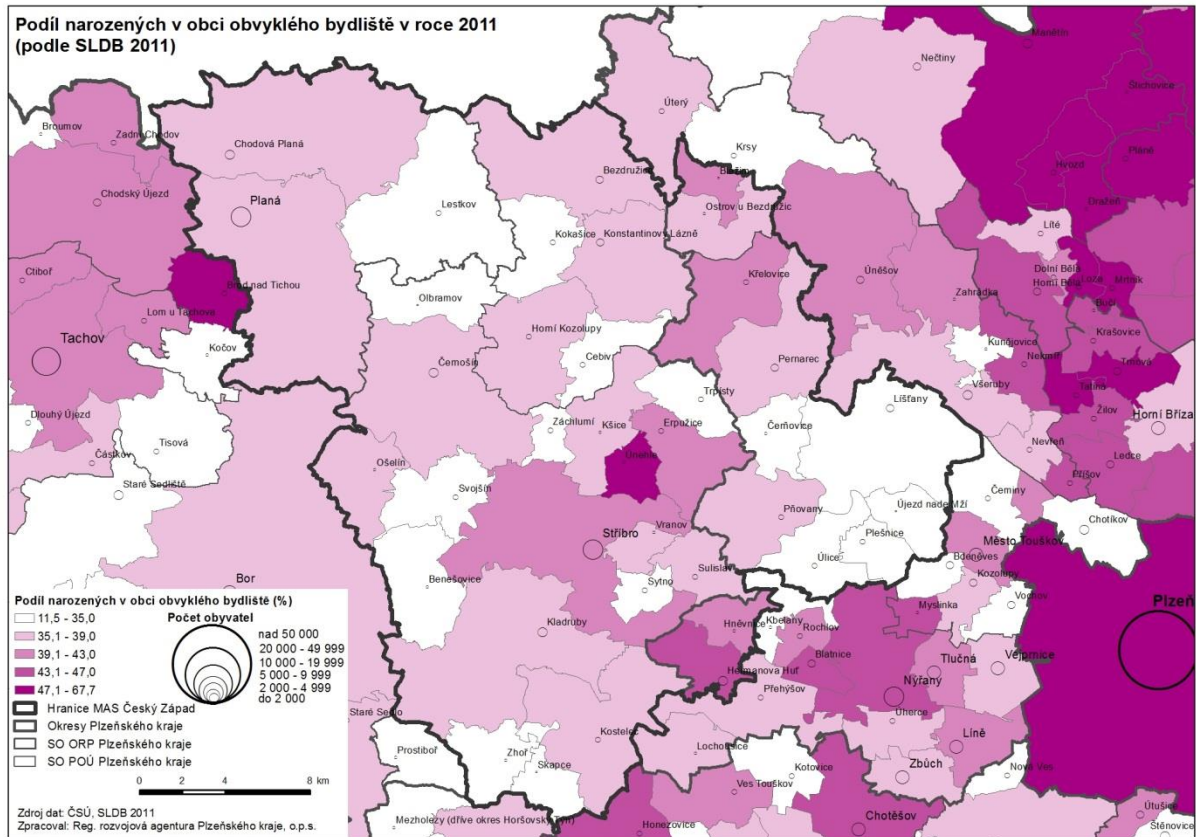 Podíl narozených v obci obvyklého bydliště v roce 2011
(podle SLDB 2011)
Manětín
Nečtiny
Štichovice
Úterý
Broumov
Zadní Chodov
Chodová Planá
Krsy
Pláně
Hvozd
Bezdružice
Chodský Újezd
Dražeň
Planá
Lestkov
Ostrov u Bezdružic
Líté
Kokašice
Konstantinovy Lázně
Ctiboř
Dolní Bělá
Křelovice
Úněšov
Loza
Mrtník
Brod nad Tichou
Horní Bělá
Zahrádka
Olbramov
Bučí
Lom u Tachova
Horní Kozolupy
Krašovice
Tachov
Kočov
Kunějovice
Cebiv
Pernarec
Nekmíř
Čemošín
Trnová
Všeruby
Tatiná
Trpísty
Líšťany
Dlouhý Újezd
Žilov
Horní Bříza
Záchlumí
Kšice
Erpužice
Čerňovice
Tisová
Nevřeň
Únehle
Částkov
Ošelín
Ledce
Příšov
Staré Sedliště
Svojšín
Čeminy
Pňovany
Újezd nade Mží
Chotíkov
Vranov
Stříbro
Plešnice
Město Touškov
Bdeněves
Úlice
Bor
Benešovice
Sulislav
Sytno
Kozolupy
Vochov
Plzeň
Myslinka
Kladruby
Hněvnice
Kbelany
Rochlov
Blatnice
Tlučná
Vejprnice
Heřmanova Huť
Nýřany
Přehýšov
Staré Sedlo
Úherce
Kostelec
Líně
Prostiboř
Zhoř
Lochousice
Skapce
Zbůch
Kotovice
Nová Ves
Ves Touškov
Mezholezy (dříve okres Horšovský Týn)
Honezovice
Chotěšov
Útušice
Štěnovice
Podíl narozených v obci obvyklého bydliště (%)
11,5 - 35,0
35,1 - 39,0
39,1 - 43,0
43,1 - 47,0
47,1 - 67,7
Počet obyvatel
nad 50 000
20 000 - 49 999
10 000 - 19 999
5 000 - 9 999
2 000 - 4 999
do 2 000
Hranice MAS Český Západ
Okresy Plzeňského kraje
SO ORP Plzeňského kraje
SO POÚ Plzeňského kraje
0 2 4 8 km
Zdroj dat: ČSÚ, SLDB 2011
Zpracoval: Reg. rozvojová agentura Plzeňského kraje, o.p.s.